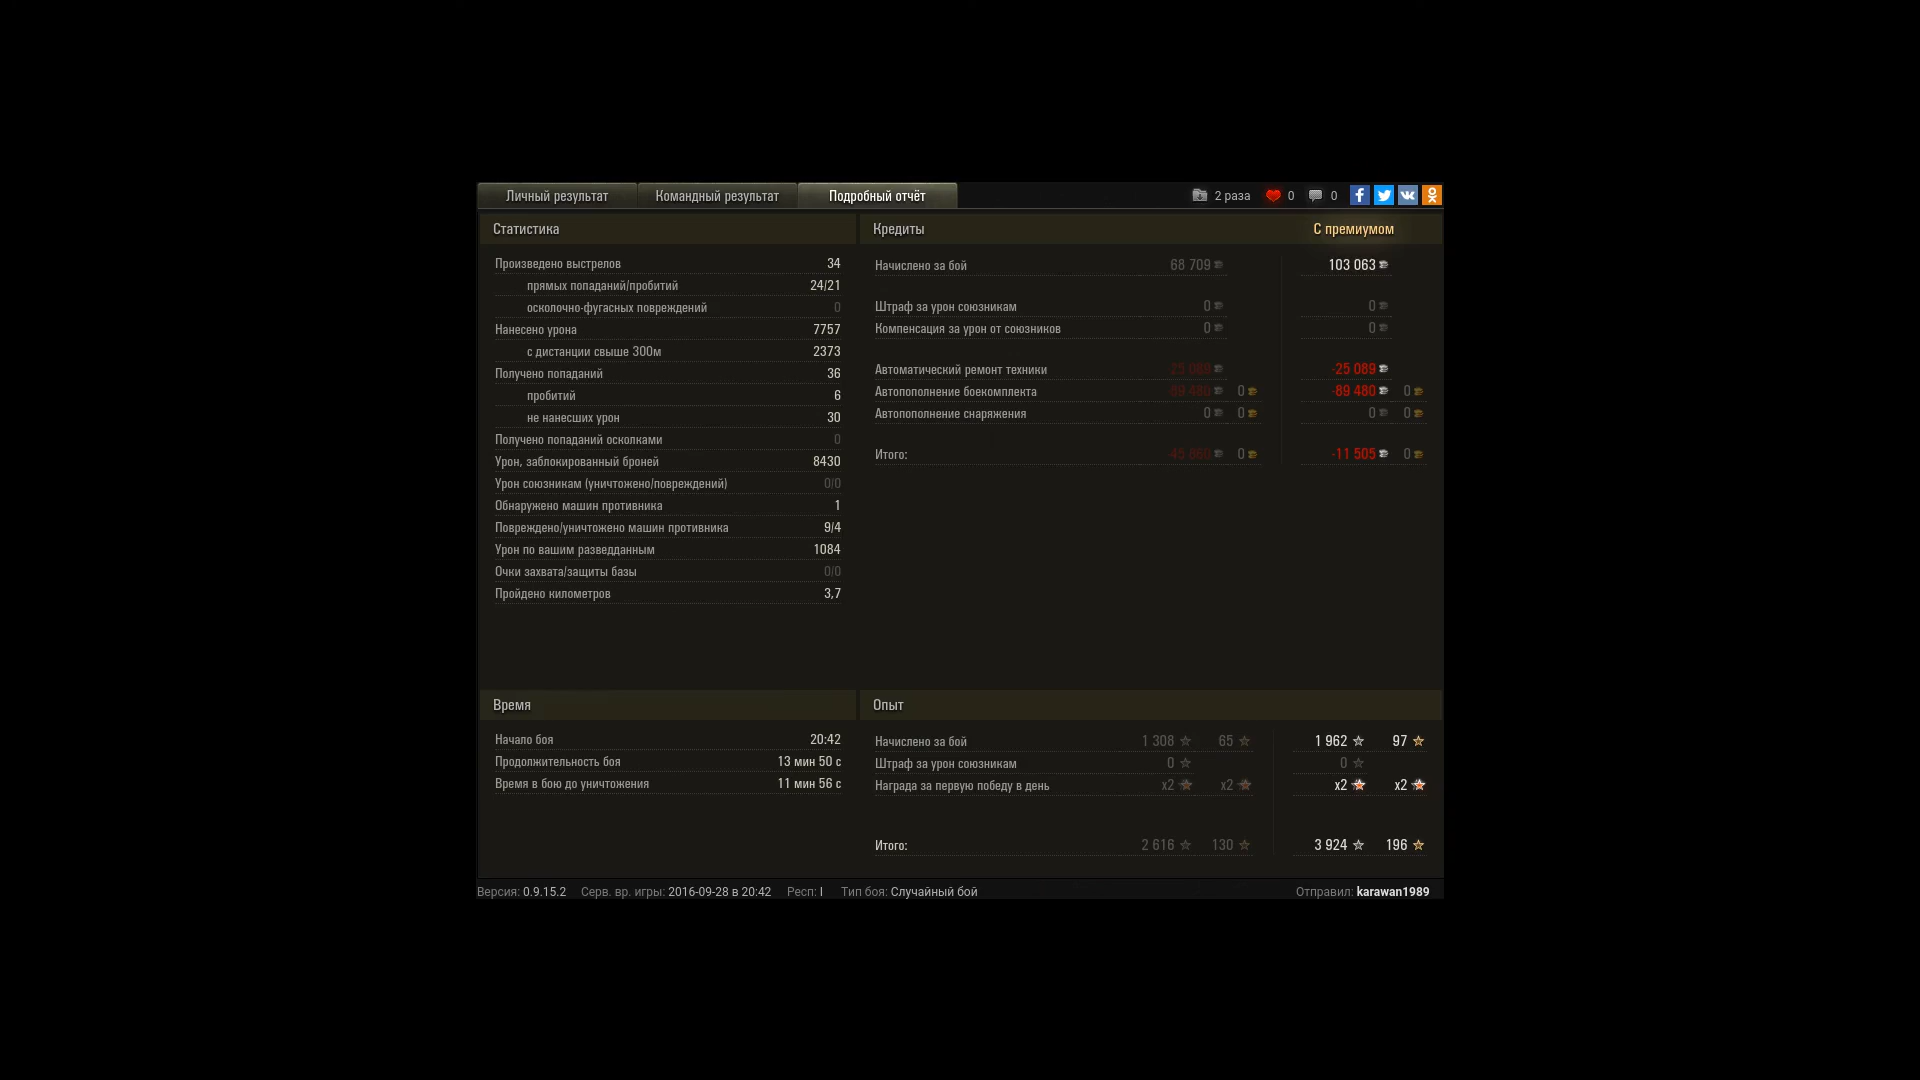 Личный результат Командный результат Подробный отчёт 2 раза 0 0
Статистика
Произведено выстрелов 34
прямых попаданий/пробитий 24/21
осколочно-фугасных повреждений 0
Нанесено урона 7757
с дистанции свыше 300м 2373
Получено попаданий 36
пробитий 6
не нанесших урон 30
Получено попаданий осколками 0
Урон, заблокированный броней 8430
Урон союзникам (уничтожено/повреждений) 0/0
Обнаружено машин противника 1
Повреждено/уничтожено машин противника 9/4
Урон по вашим разведданным 1084
Очки захвата/защиты базы 0/0
Пройдено километров 3,7
Кредиты С премиумом
Начислено за бой 68 709 103 063
Штраф за урон союзникам 0 0
Компенсация за урон от союзников 0 0
Автоматический ремонт техники -25 089 -25 089
Автопополнение боекомплекта -89 480 0 -89 480 0
Автопополнение снаряжения 0 0 0 0
Итого: -45 860 0 -11 505 0
Время
Начало боя 20:42
Продолжительность боя 13 мин 50 с
Время в бою до уничтожения 11 мин 56 с
Опыт
Начислено за бой 1 308 65 1 962 97
Штраф за урон союзникам 0 0
Награда за первую победу в день x2 x2 x2 x2
Итого: 2 616 130 3 924 196
Версия: 0.9.15.2 Серв. вр. игры: 2016-09-28 в 20:42 Респ: I Тип боя: Случайный бой Отправил: karawan1989